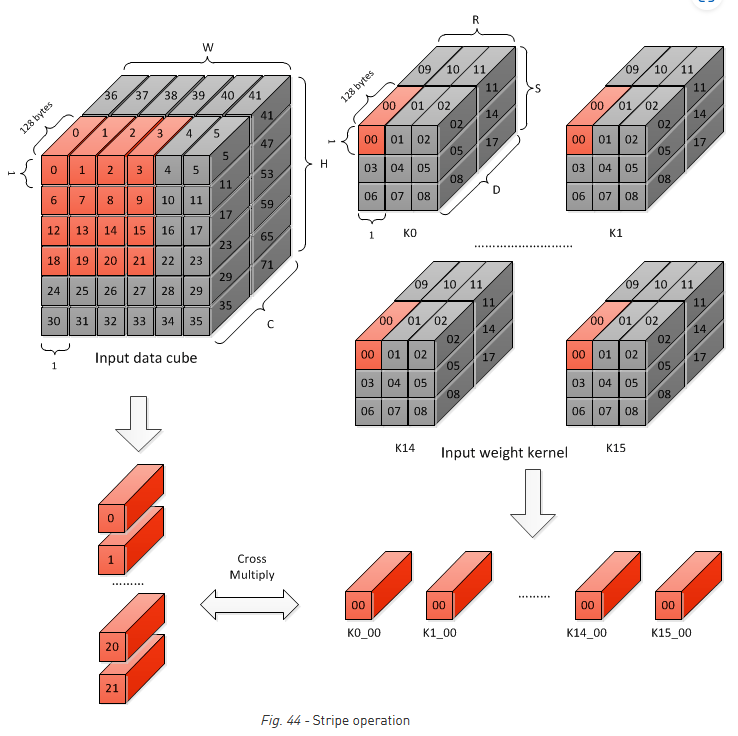 W
36 37 38 39 40 41
128 bytes
0 1 2 3 4 5
1
0 1 2 3 4 5
6 7 8 9 10 11
12 13 14 15 16 17
18 19 20 21 22 23
24 25 26 27 28 29
30 31 32 33 34 35
5 11 17 23 29 35
41 47 53 59 65 71
H
C
1
Input data cube
R
09 10 11
128 bytes
00 01 02
1
00 01 02
03 04 05
06 07 08
02 05 08
11 14 17
S
D
1
K0
09 10 11
00 01 02
00 01 02
03 04 05
06 07 08
02 05 08
11 14 17
K1
............................
09 10 11
00 01 02
00 01 02
03 04 05
06 07 08
02 05 08
11 14 17
K14
09 10 11
00 01 02
00 01 02
03 04 05
06 07 08
02 05 08
11 14 17
K15
Input weight kernel
0
1
.........
20
21
Cross
Multiply
00 00 ......... 00 00
K0_00 K1_00 K14_00 K15_00
Fig. 44 - Stripe operation